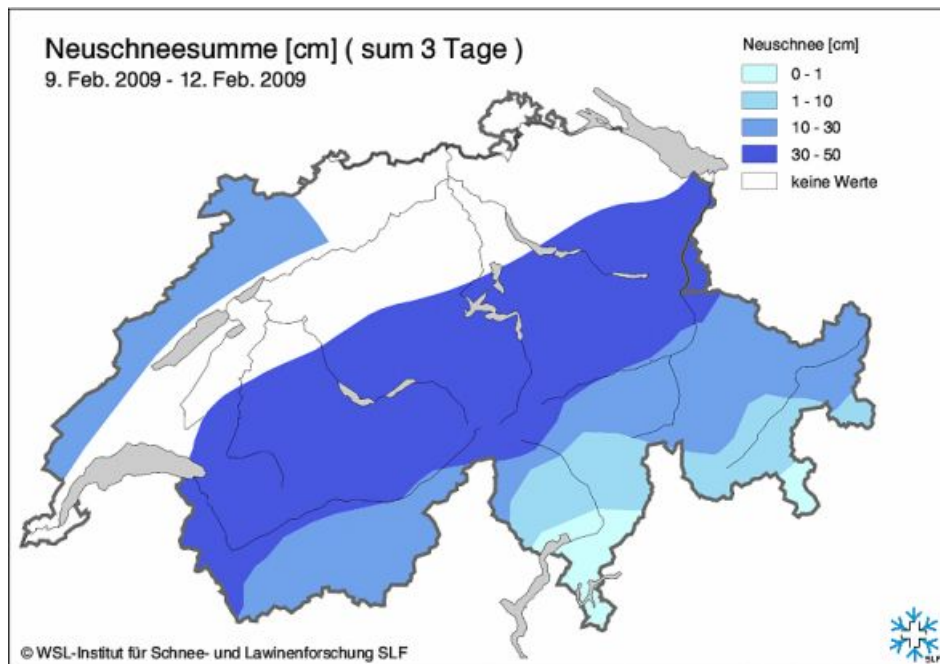 Neuschneesumme [cm] ( sum 3 Tage )
9. Feb. 2009 - 12. Feb. 2009
Neuschnee [cm]
0 - 1
1 - 10
10 - 30
30 - 50
keine Werte
© WSL-Institut für Schnee- und Lawinenforschung SLF
SLF